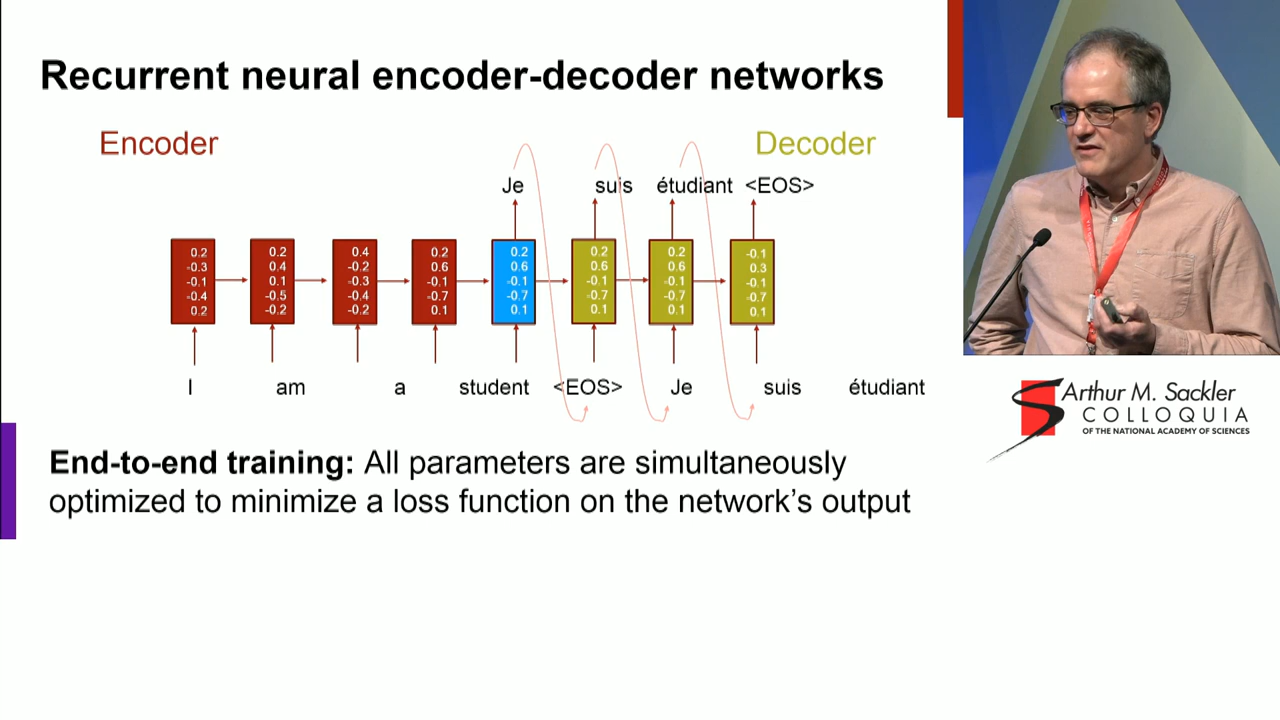 Recurrent neural encoder-decoder networks
Encoder
Decoder
Je suis étudiant <EOS>
0.2 0.2 0.4 0.2 0.2 0.2 0.2 -0.1
-0.3 0.4 -0.2 0.6 0.6 0.6 0.6 0.3
-0.1 0.1 -0.3 -0.1 -0.1 -0.1 -0.1 -0.1
-0.4 -0.5 -0.4 -0.7 -0.7 -0.7 -0.7 -0.7
0.2 -0.2 -0.2 0.1 0.1 0.1 0.1 0.1
I am a student <EOS> Je suis étudiant
End-to-end training: All parameters are simultaneously
optimized to minimize a loss function on the network's output
Arthur M. Sackler
COLLOQUIA
OF THE NATIONAL ACADEMY OF SCIENCES